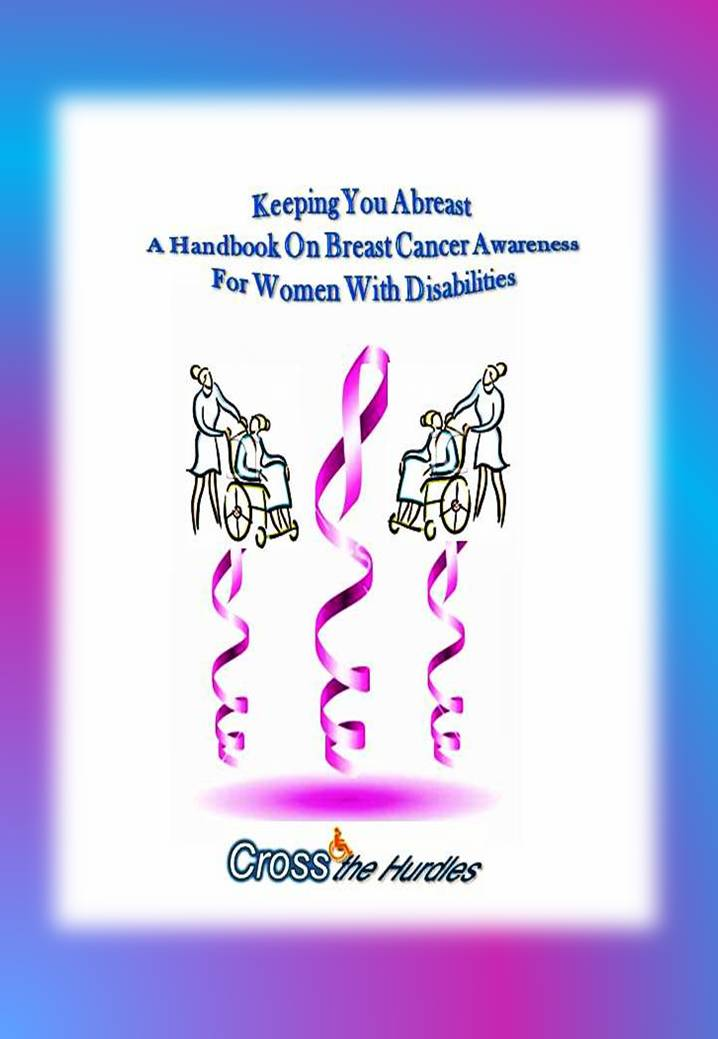 Keeping You Abreast
A Handbook On Breast Cancer Awareness
For Women With Disabilities
Cross the Hurdles